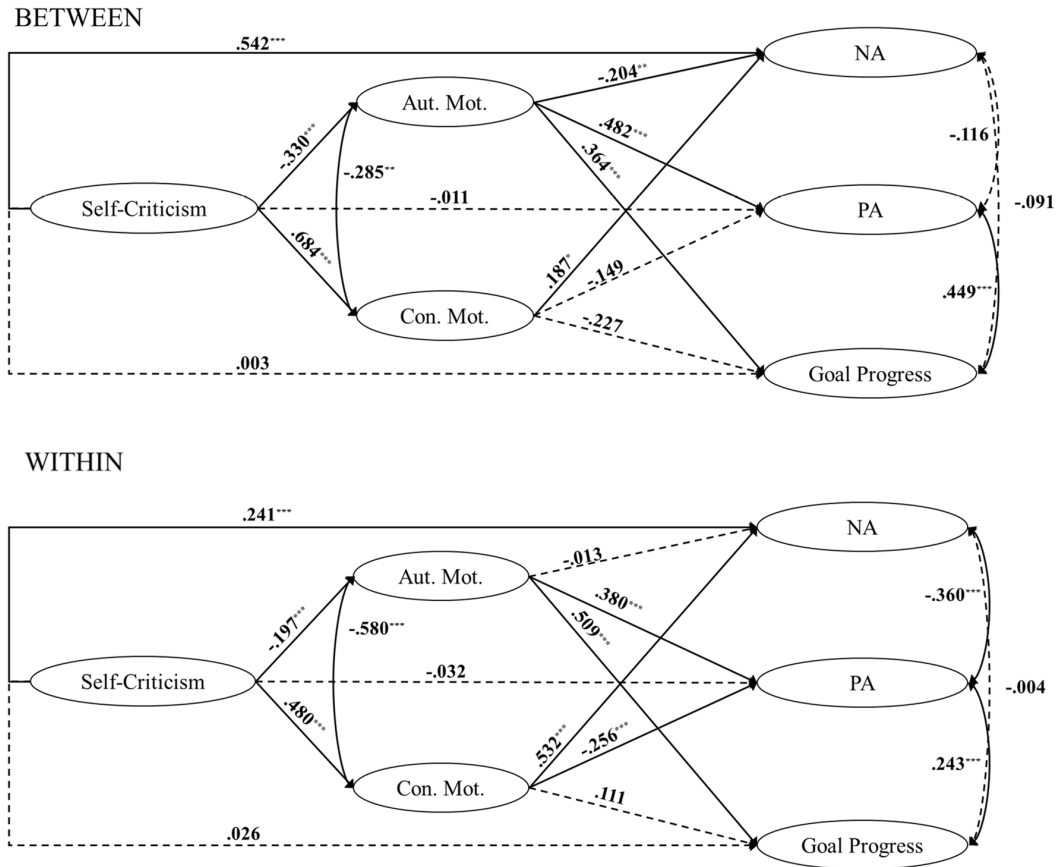 BETWEEN
.542***
NA
-.204**
Aut. Mot.
-.330***
.482***
-.116
.364***
-.285**
Self-Criticism
-.011
PA
-.091
.684***
.187*
-.149
.449***
Con. Mot.
-.227
.003
Goal Progress
WITHIN
.241***
NA
-.013
Aut. Mot.
-.197***
.380***
-.360***
.509***
-.580***
Self-Criticism
-.032
PA
-.004
.480***
.532***
-.256***
.243***
Con. Mot.
.111
.026
Goal Progress